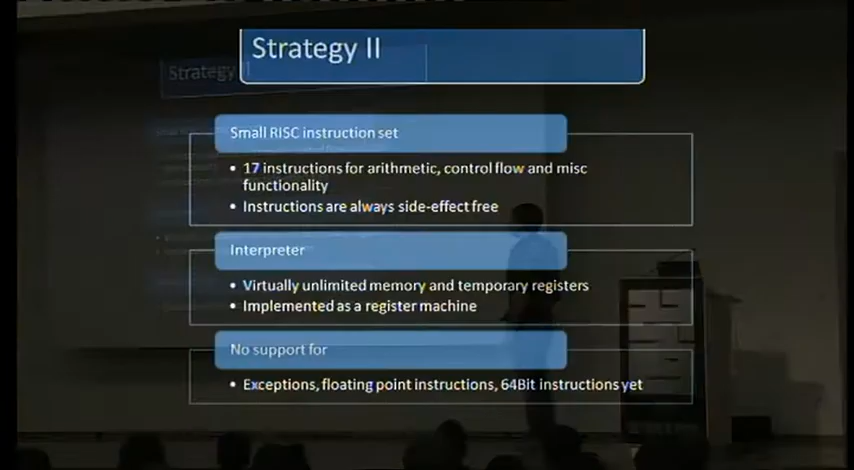 Strategy II
Strategy
Small RISC instruction set
• 17 instructions for arithmetic, control flow and misc
functionality
• Instructions are always side-effect free
Interpreter
• Virtually unlimited memory and temporary registers
• Implemented as a register machine
No support for
• Exceptions, floating point instructions, 64Bit instructions yet